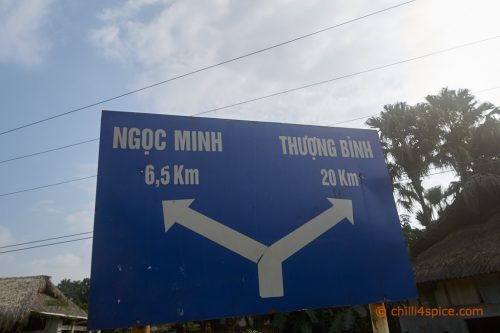 NGỌC MINH
6,5 Km
THƯỢNG BÌNH
20 Km
© chilli4spice.com